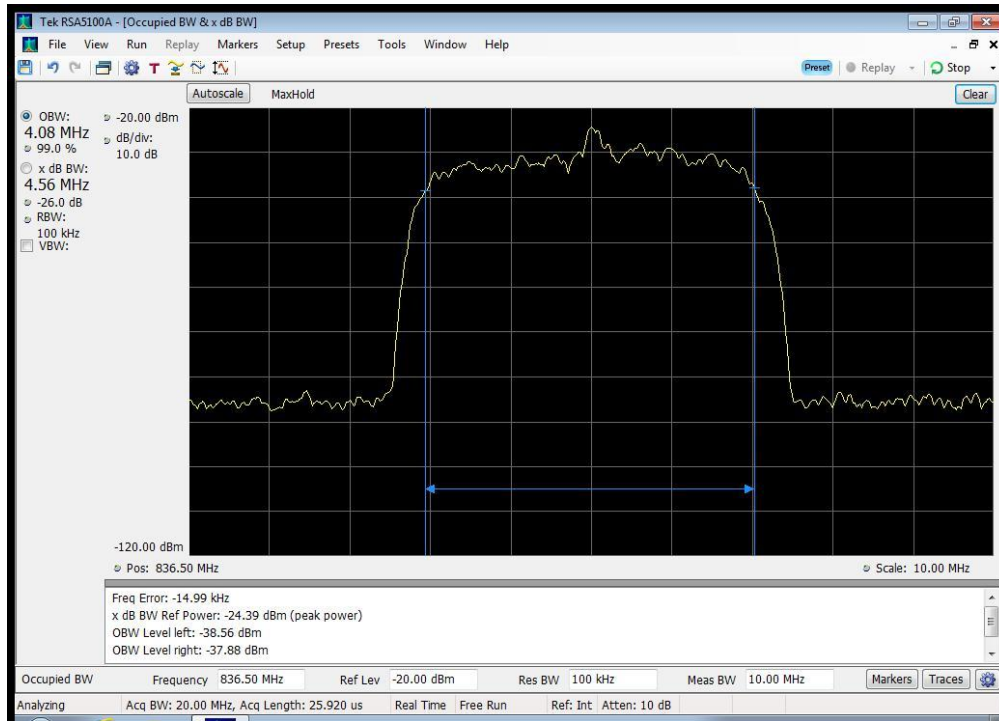 Tek RSA5100A - [Occupied BW & x dB BW]
File View Run Replay Markers Setup Presets Tools Window Help
T Preset Replay Stop
Autoscale MaxHold Clear
OBW:
4.08 MHz
99.0 %
x dB BW:
4.56 MHz
-26.0 dB
RBW:
100 kHz
VBW:
-20.00 dBm
dB/div:
10.0 dB
-120.00 dBm
Pos: 836.50 MHz Scale: 10.00 MHz
Freq Error: -14.99 kHz
x dB BW Ref Power: -24.39 dBm (peak power)
OBW Level left: -38.56 dBm
OBW Level right: -37.88 dBm
Occupied BW Frequency 836.50 MHz Ref Lev -20.00 dBm Res BW 100 kHz Meas BW 10.00 MHz Markers Traces
Analyzing Acq BW: 20.00 MHz, Acq Length: 25.920 us Real Time Free Run Ref: Int Atten: 10 dB